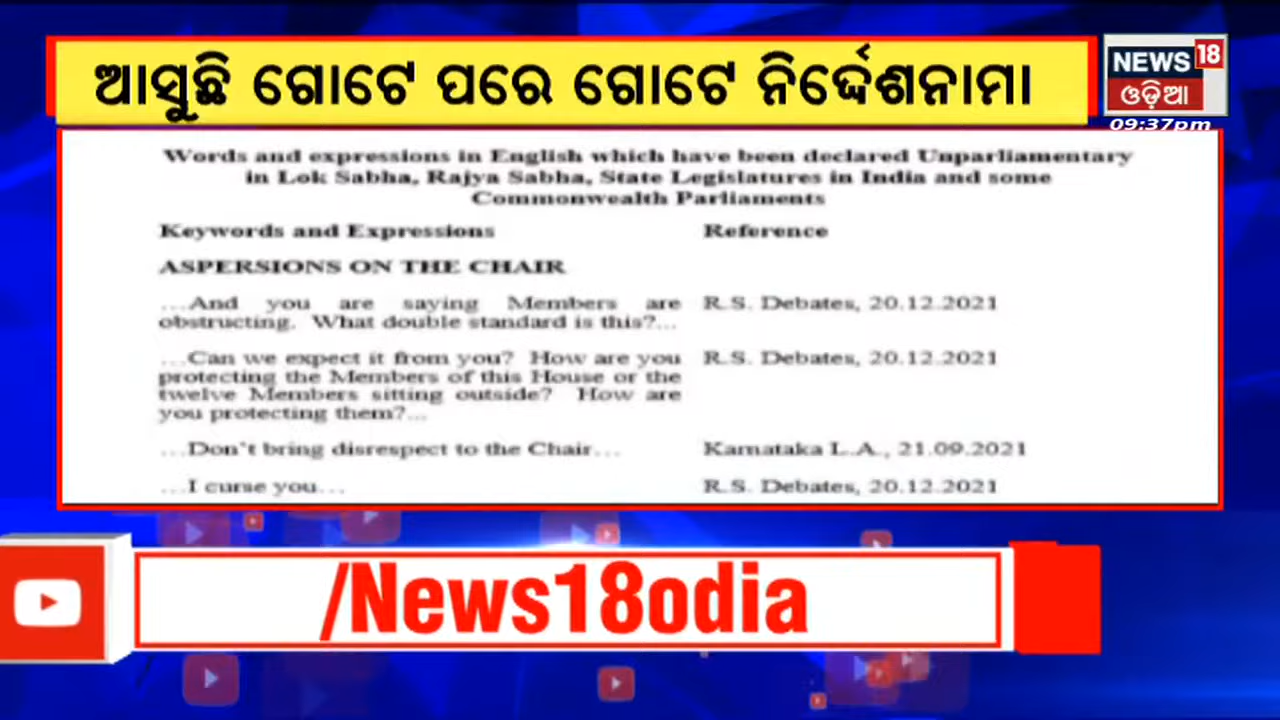 ଆସୁଛି ଗୋଟେ ପରେ ଗୋଟେ ନିର୍ଦ୍ଦେଶନାମା
NEWS 18
ଓଡ଼ିଆ
09:37pm
Words and expressions in English which have been declared Unparliamentary
in Lok Sabha, Rajya Sabha, State Legislatures in India and some
Commonwealth Parliaments
Keywords and Expressions Reference
ASPERSIONS ON THE CHAIR
...And you are saying Members are R.S. Debates, 20.12.2021
obstructing. What double standard is this?...
...Can we expect it from you? How are you R.S. Debates, 20.12.2021
protecting the Members of this House or the
twelve Members sitting outside? How are
you protecting them?...
...Don't bring disrespect to the Chair... Karnataka L.A., 21.09.2021
...I curse you... R.S. Debates, 20.12.2021
/News18odia